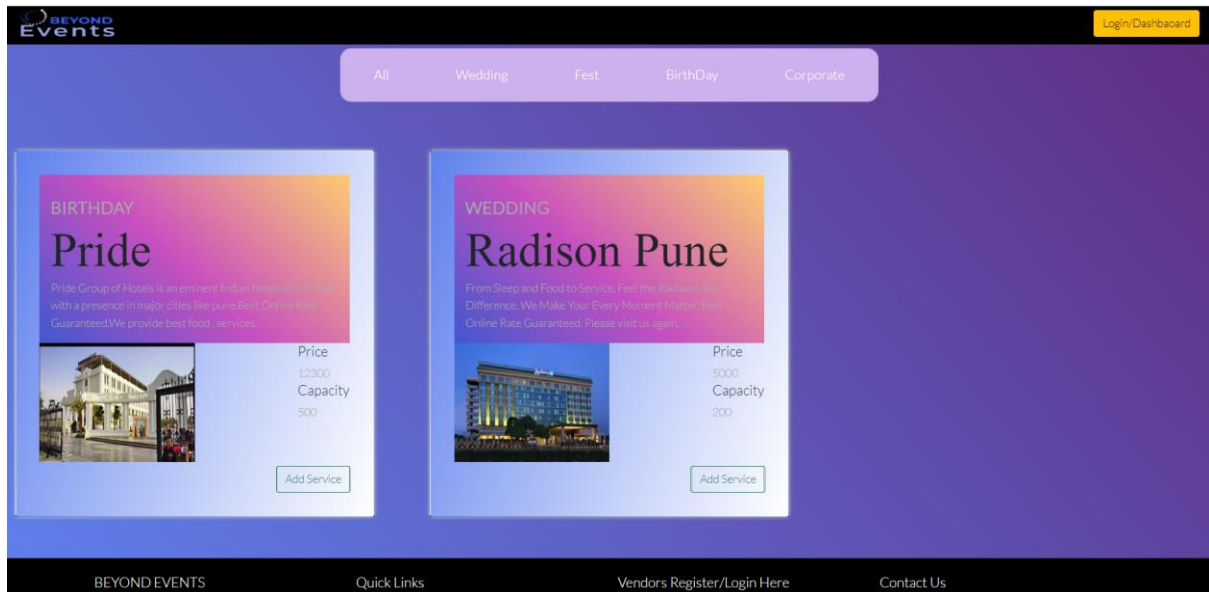 BEYOND
Events
Login/Dashbaoard
All Wedding Fest BirthDay Corporate
BIRTHDAY
Pride
Pride Group of Hotels is an eminent Indian hospitality
with a presence in major cities like pune.Best Online Rate
Guaranteed.We provide best food , services.
Price
12300
Capacity
500
Add Service
WEDDING
Radison Pune
From Sleep and Food to Service, Feel the Radisson Blu
Difference. We Make Your Every Moment Matter. Best
Online Rate Guaranteed. Please visit us again.
Price
5000
Capacity
200
Add Service
BEYOND EVENTS Quick Links Vendors Register/Login Here Contact Us